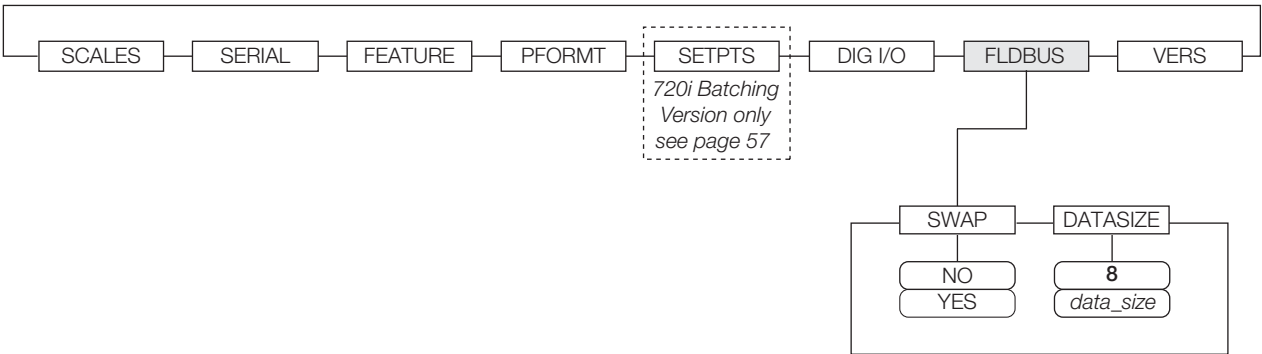 SCALES
SERIAL
FEATURE
PFORMT
SETPTS
DIG I/O
FLDBUS
VERS
720i Batching
Version only
see page 57
SWAP
DATASIZE
NO
8
YES
data_size